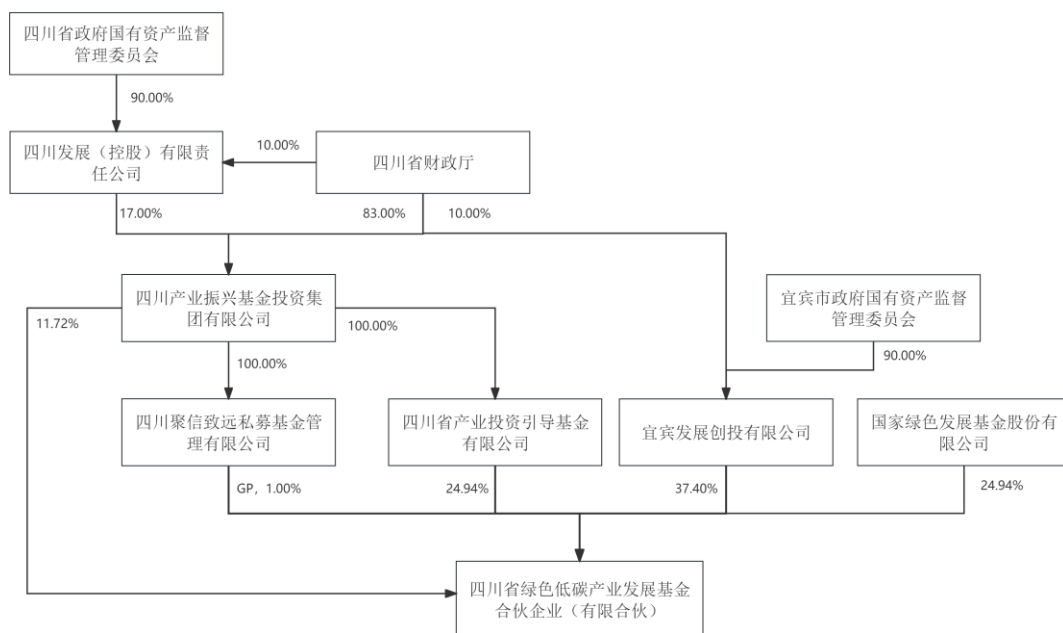 四川省政府国有资产监督
管理委员会
90.00%
四川发展（控股）有限责
任公司
10.00%
四川省财政厅
17.00%
83.00%
10.00%
四川产业振兴基金投资集
团有限公司
宜宾市政府国有资产监督
管理委员会
11.72%
100.00%
100.00%
90.00%
四川聚信致远私募基金管
理有限公司
四川省产业投资引导基金
有限公司
宜宾发展创投有限公司
国家绿色发展基金股份有
限公司
GP，1.00%
24.94%
37.40%
24.94%
四川省绿色低碳产业发展基金
合伙企业（有限合伙）